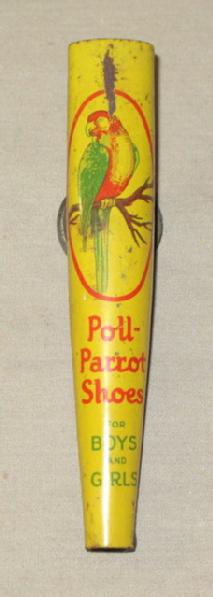 Poll-
Parrot
Shoes
FOR
BOYS
AND
GIRLS